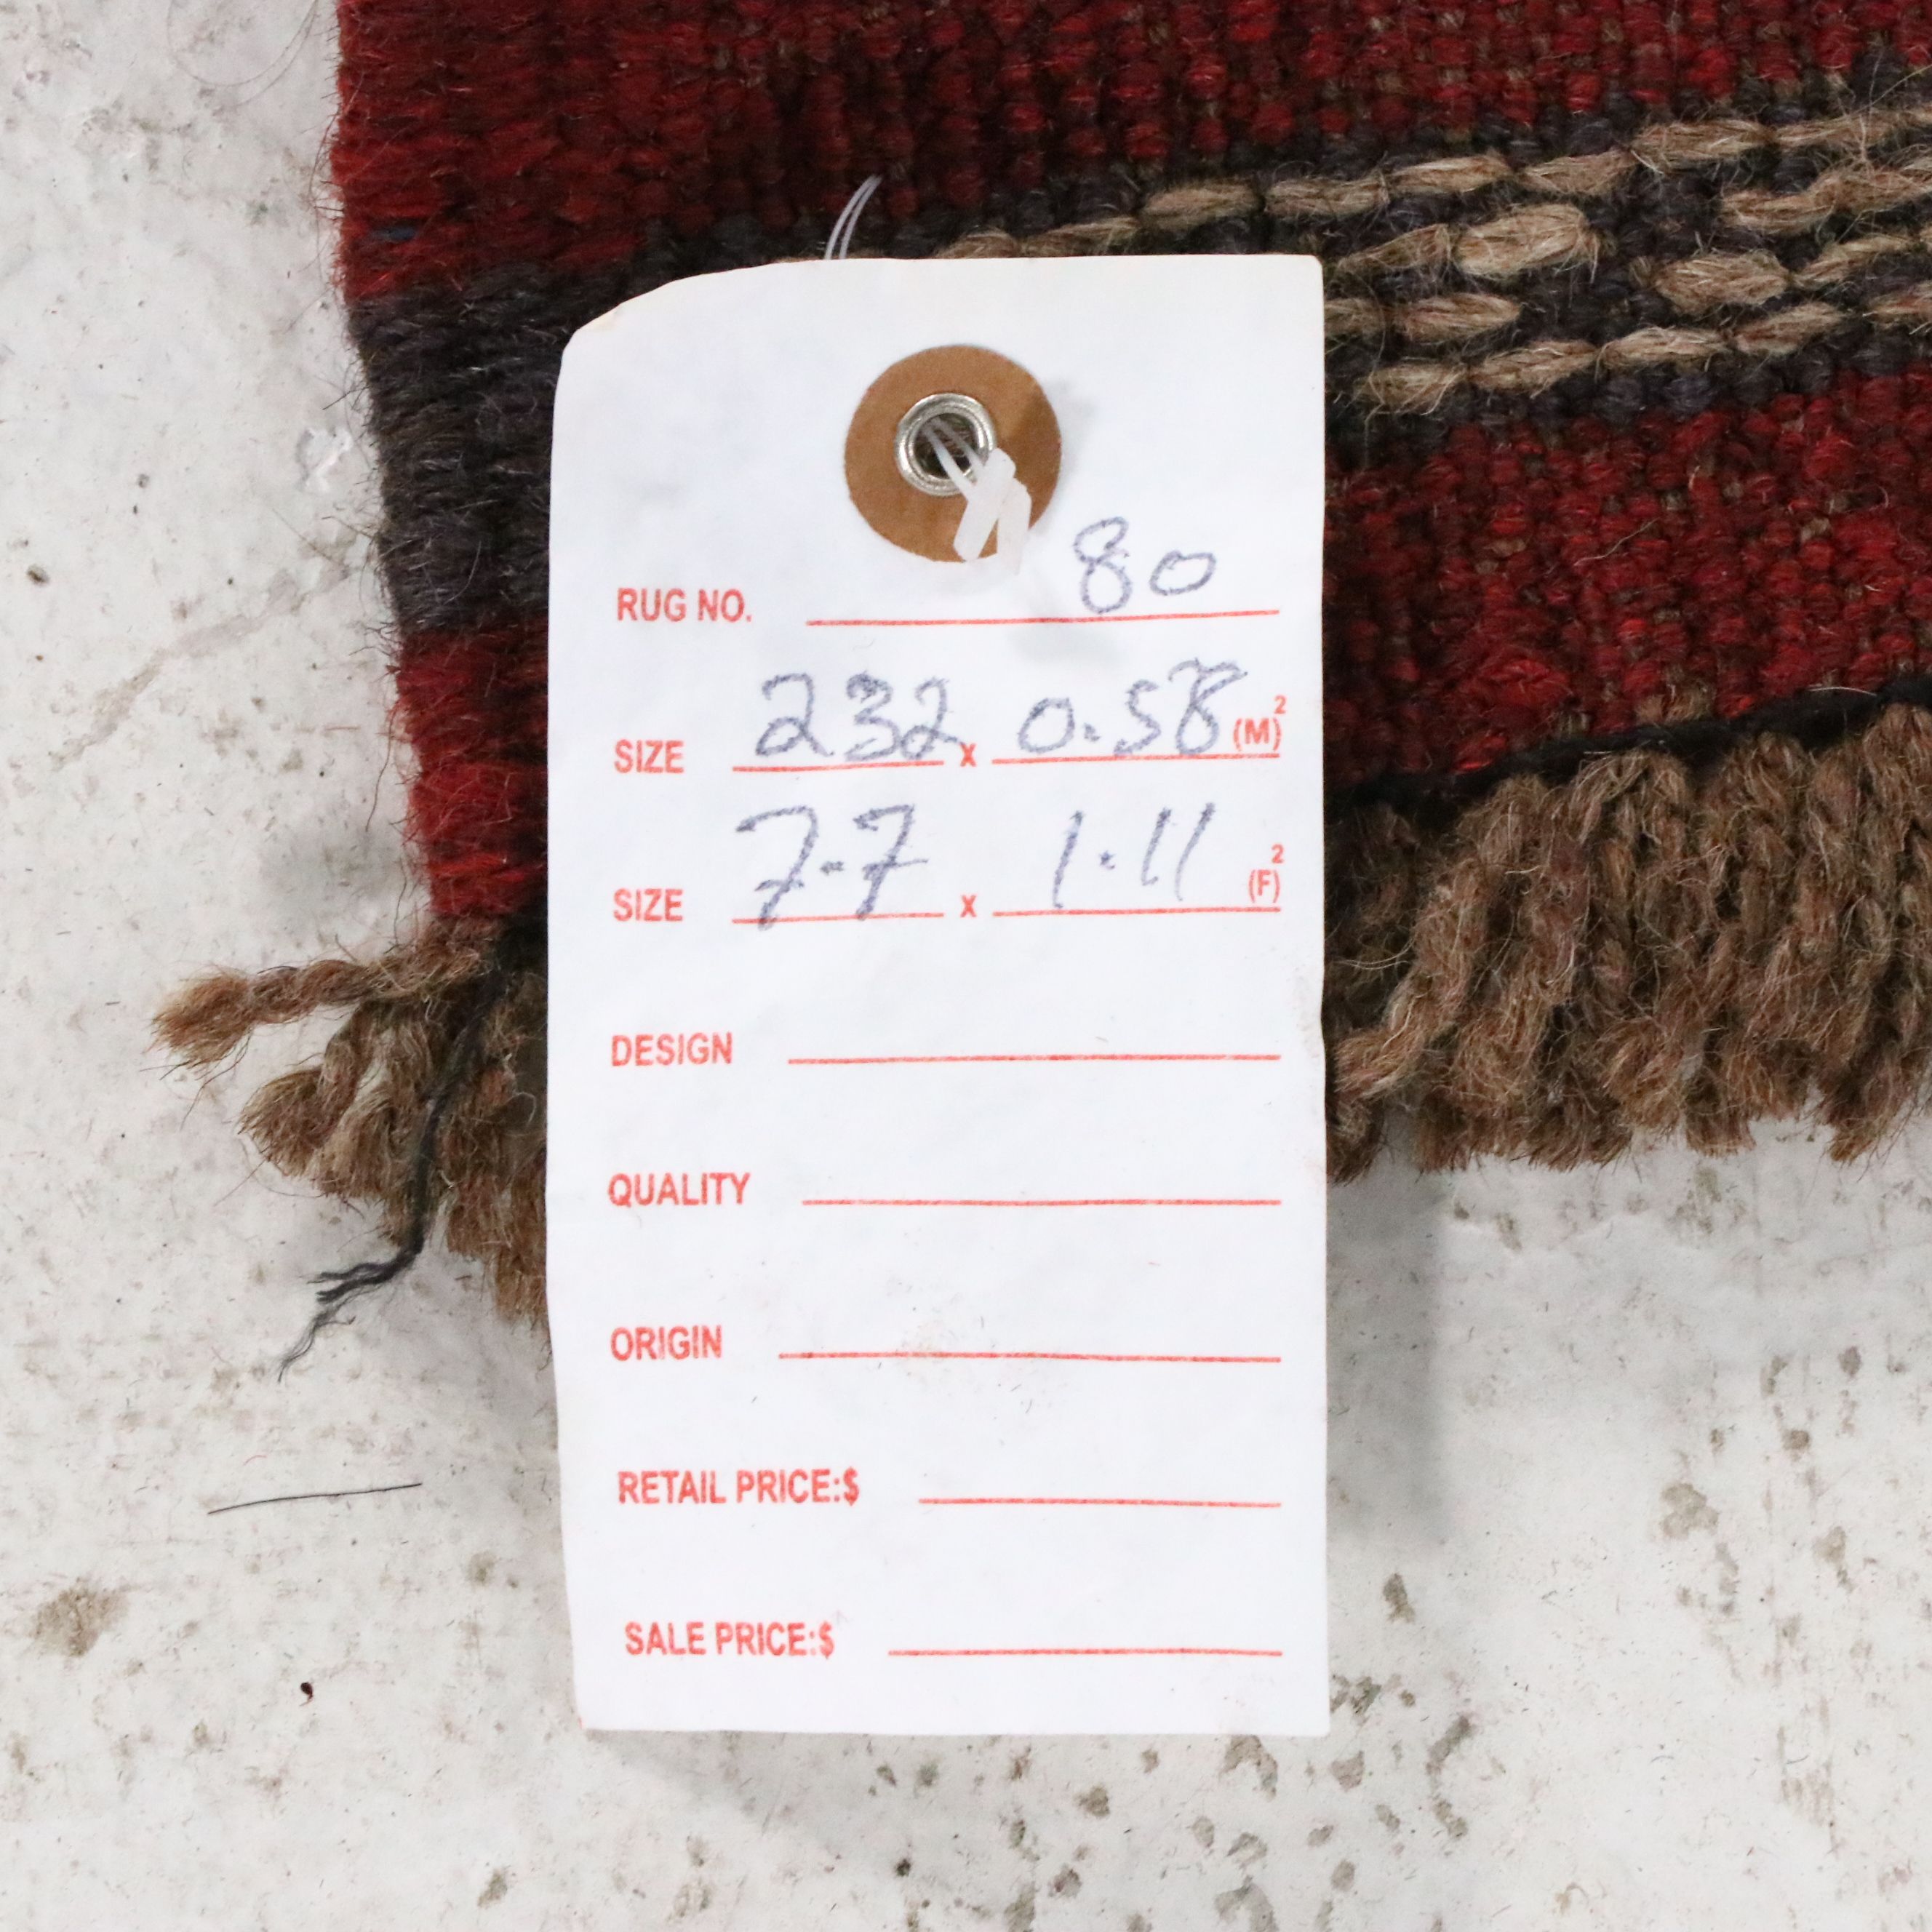 RUG NO. 80
SIZE 232 x 0.58 (M)²
SIZE 7.7 x 1.11 (F)²
DESIGN
QUALITY
ORIGIN
RETAIL PRICE:$
SALE PRICE:$